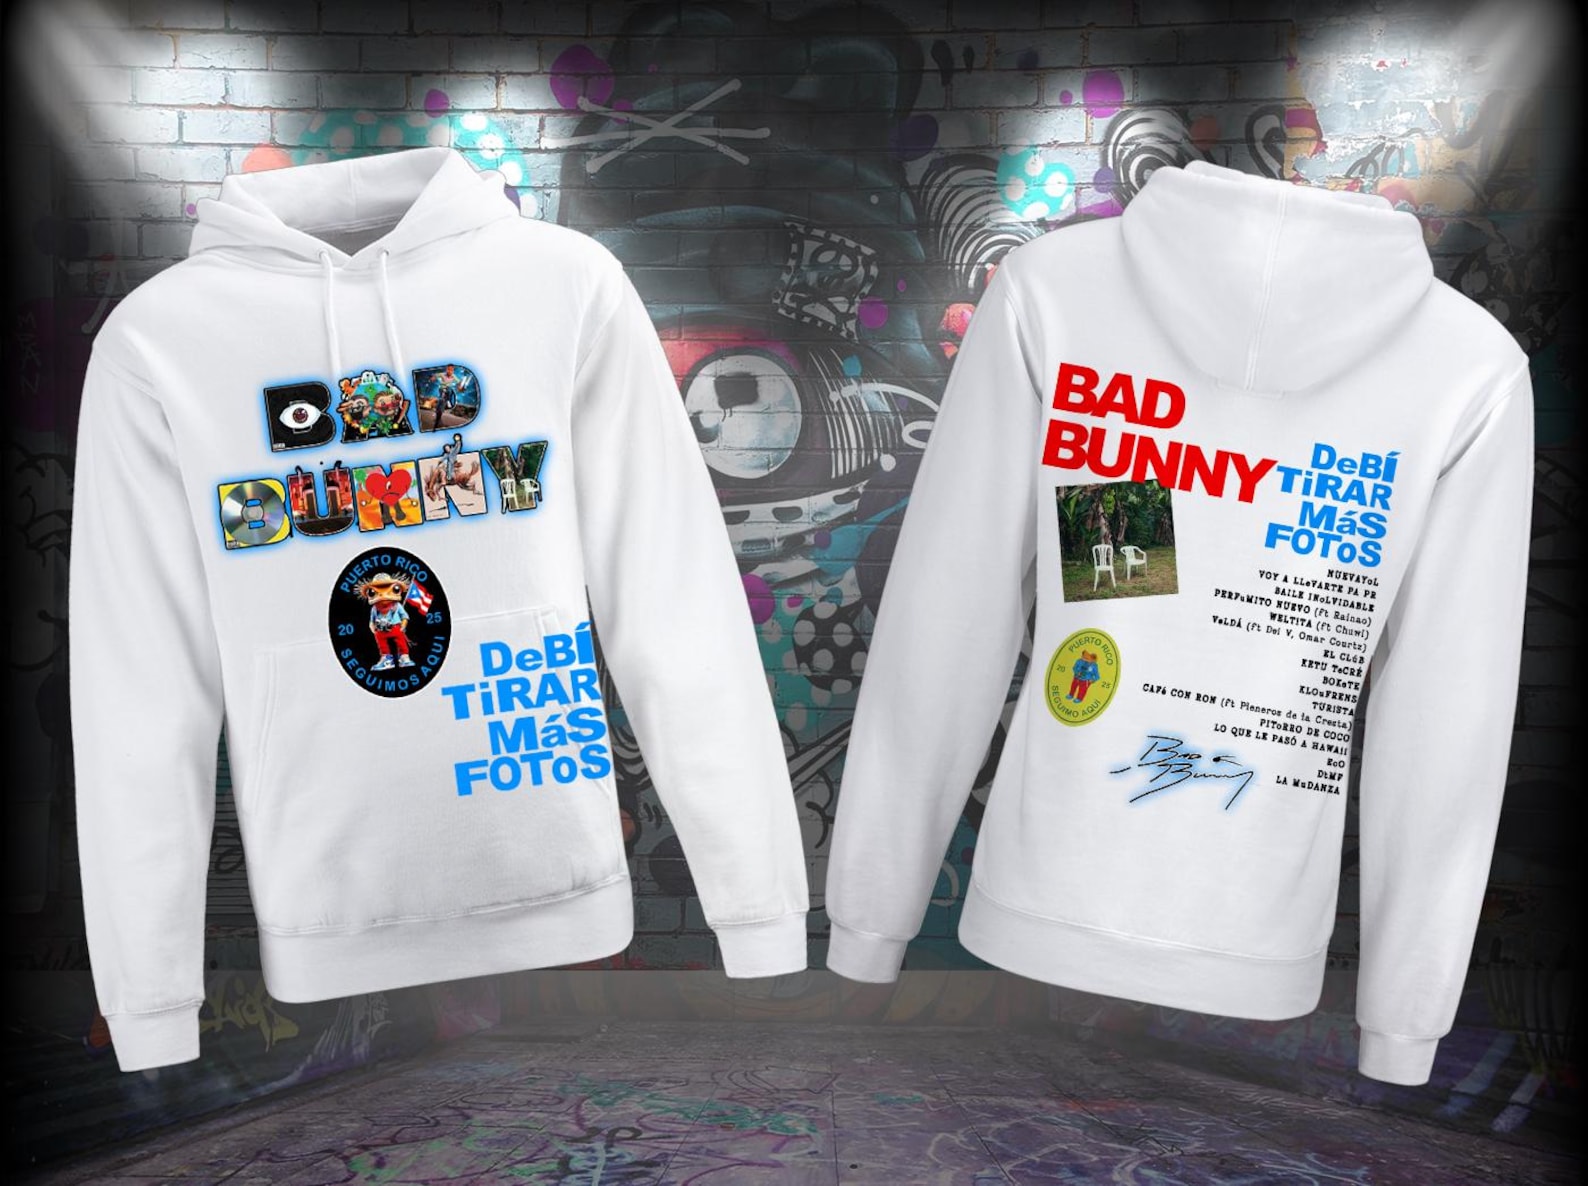 BAD
BUNNY
PUERTO RICO
20 25
SEGUIMOS AQUI
DeBÍ
TiRAR
MáS
FOToS
BAD
BUNNY
DeBÍ
TiRAR
MáS
FOToS
NUEVAYoL
VOY A LLeVARTE PA PR
BAILE INoLVIDABLE
PERFuMITO NUEVO (ft Rainao)
WELTITA (ft Chuwi)
VeLDÁ (ft Dei V, Omar Courtz)
EL CLúB
KETU TeCRÉ
BOKeTE
KLOuFRENS
TURISTA
CAFé CON RON (ft Pleneros de la Cresta)
PIToRRO DE COCO
LO QUE LE PASÓ A HAWAii
EoO
DtMF
LA MuDANZA
PUERTO RICO
20 25
SEGUIMO AQUI
Bad
Bunny